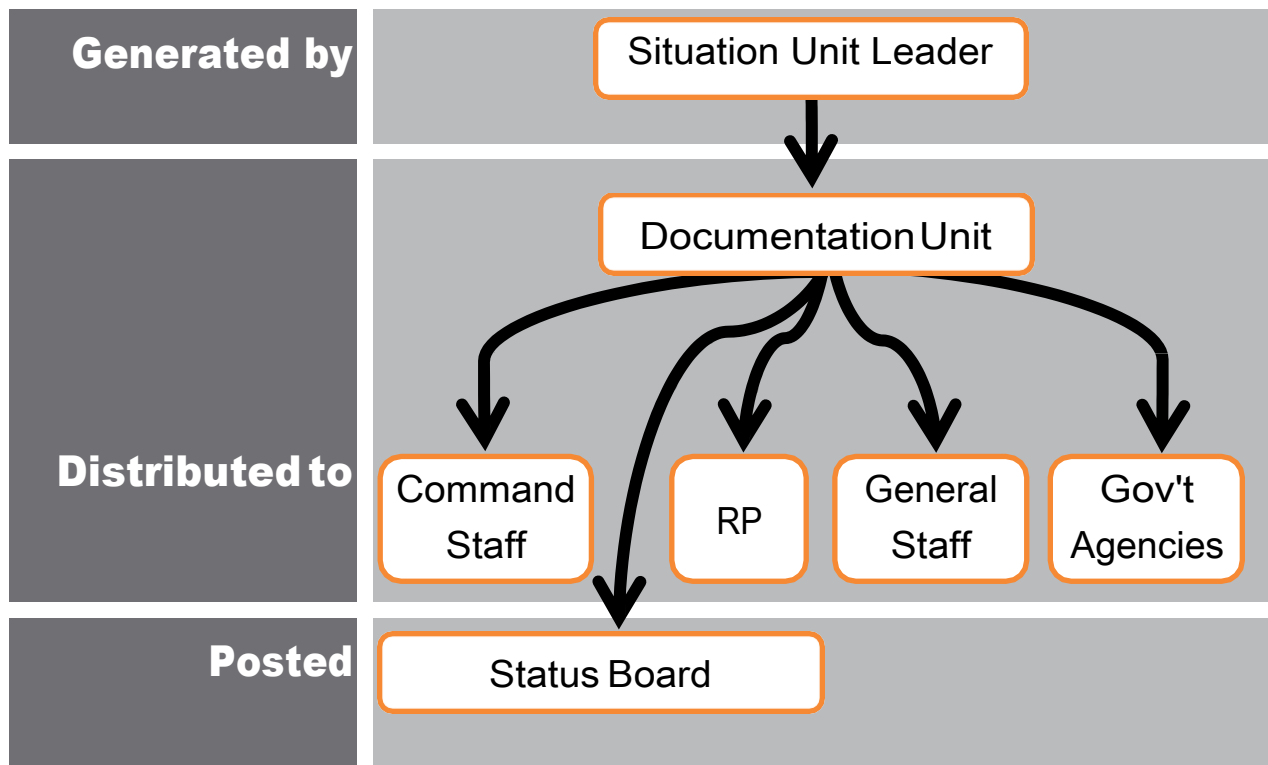 Generated by
Situation Unit Leader
Documentation Unit
Distributed to
Command
Staff
RP
General
Staff
Gov't
Agencies
Posted
Status Board